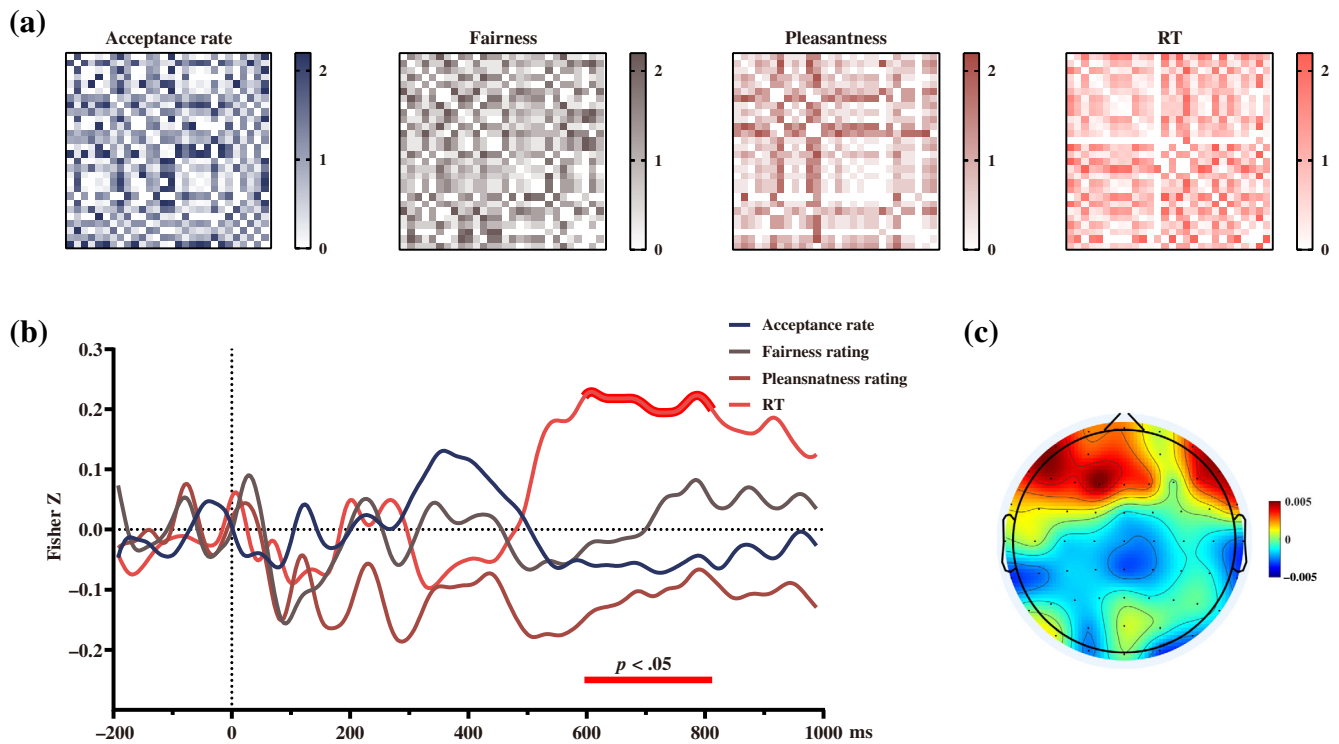 (a)
Acceptance rate
Fairness
Pleasantness
RT
2
1
0
2
1
0
2
1
0
2
1
0
(b)
Acceptance rate
Fairness rating
Pleansnatness rating
RT
0.3
0.2
0.1
0.0
−0.1
−0.2
Fisher Z
p < .05
−200
0
200
400
600
800
1000 ms
(c)
0.005
0
−0.005